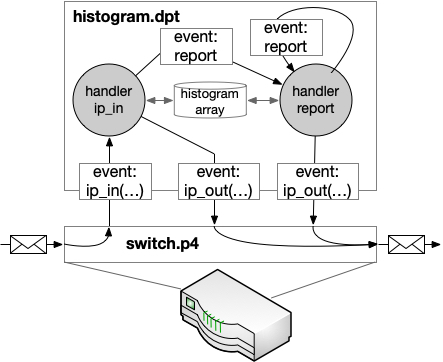 histogram.dpt
event:
report
event:
report
handler
ip_in
histogram
array
handler
report
event:
ip_in(...)
event:
ip_out(...)
event:
ip_out(...)
switch.p4